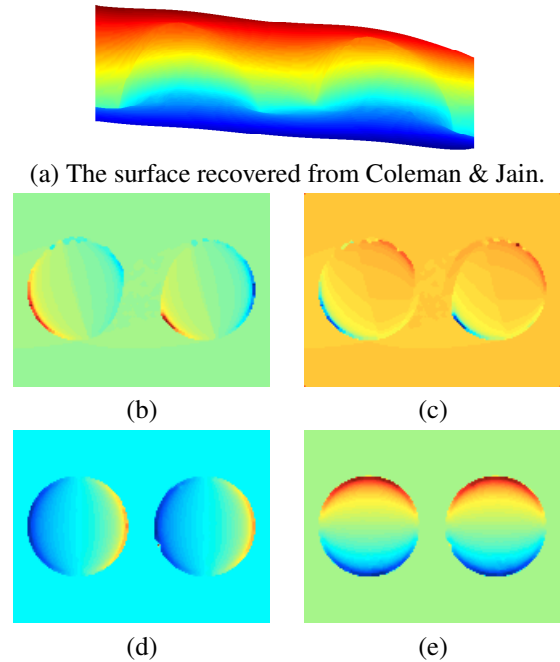 (a) The surface recovered from Coleman & Jain.
(b)
(c)
(d)
(e)